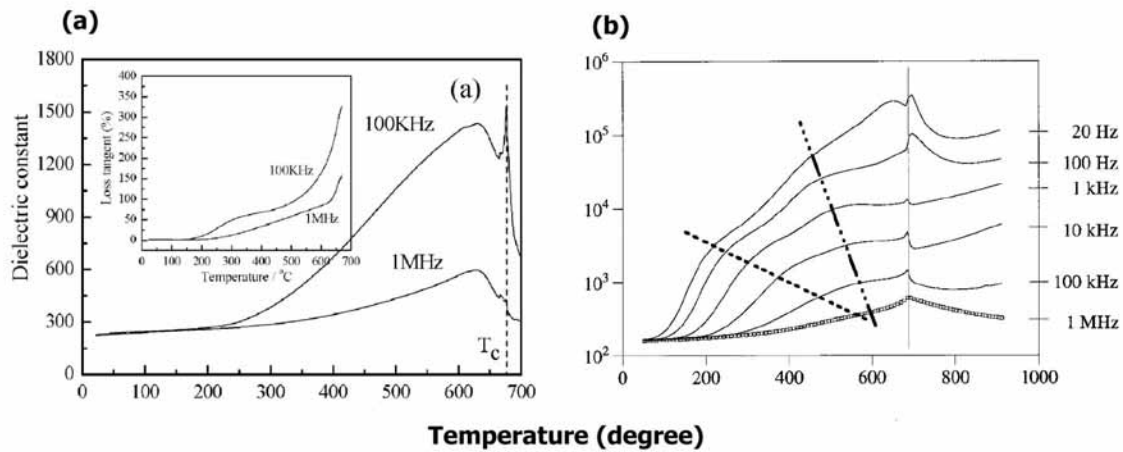 (a)
1800
1500
1200
900
600
300
0
Dielectric constant
0 100 200 300 400 500 600 700
(a)
100KHz
1MHz
T_c
400
350
300
250
200
150
100
50
0
Loss tangent (%)
100KHz
1MHz
0 100 200 300 400 500 600 700
Temperature / °C
(b)
10⁶
10⁵
10⁴
10³
10²
0 200 400 600 800 1000
20 Hz
100 Hz
1 kHz
10 kHz
100 kHz
1 MHz
Temperature (degree)